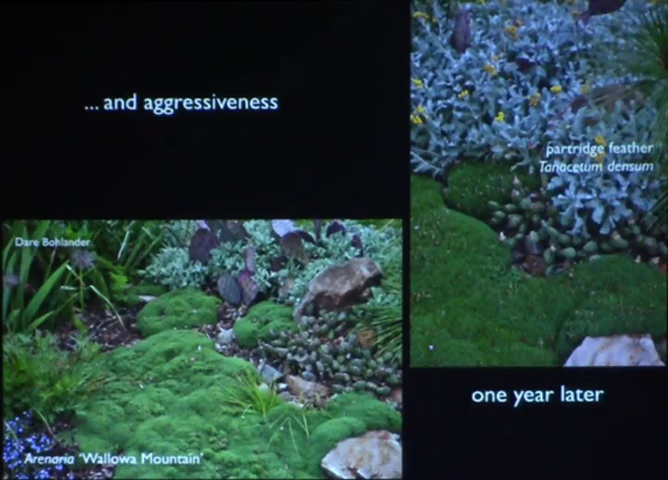 ... and aggressiveness
partridge feather
Tanacetum densum
Dare Bohlander
one year later
Arenaria 'Wallowa Mountain'